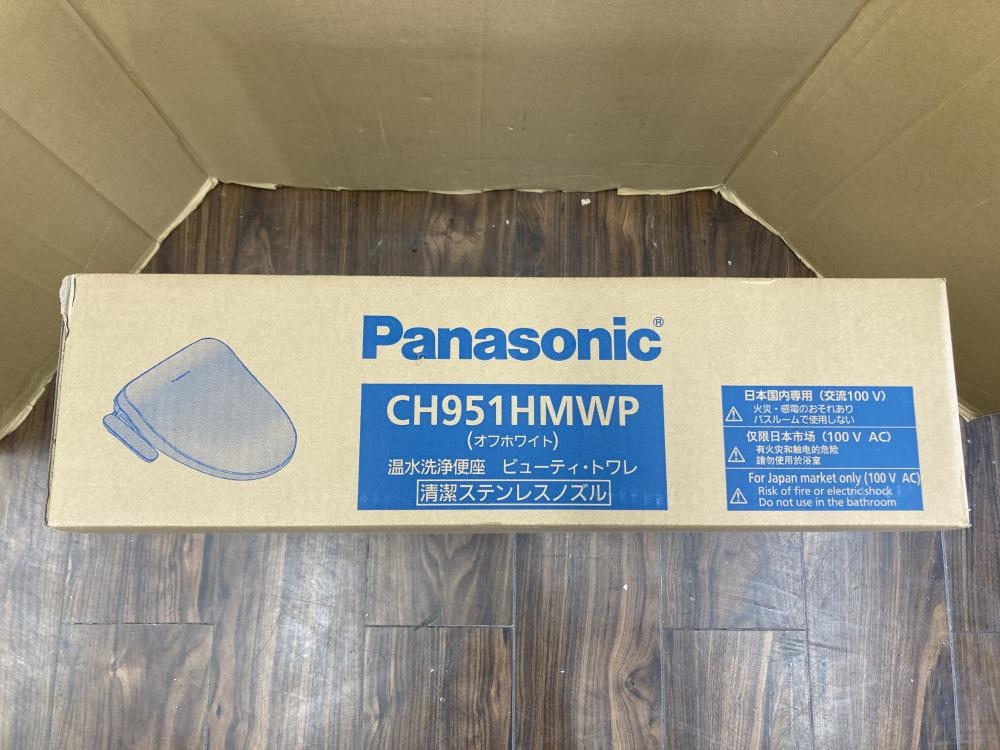 Panasonic®
CH951HMWP
(オフホワイト)
温水洗浄便座 ビューティ・トワレ
清潔ステンレスノズル
日本国内専用（交流100 V）
火災・感電のおそれあり
バスルームで使用しない
仅限日本市场（100 V AC）
有火灾和触电的危险
請勿使用於浴室
For Japan market only (100 V AC)
Risk of fire or electric shock
Do not use in the bathroom
Panasonic